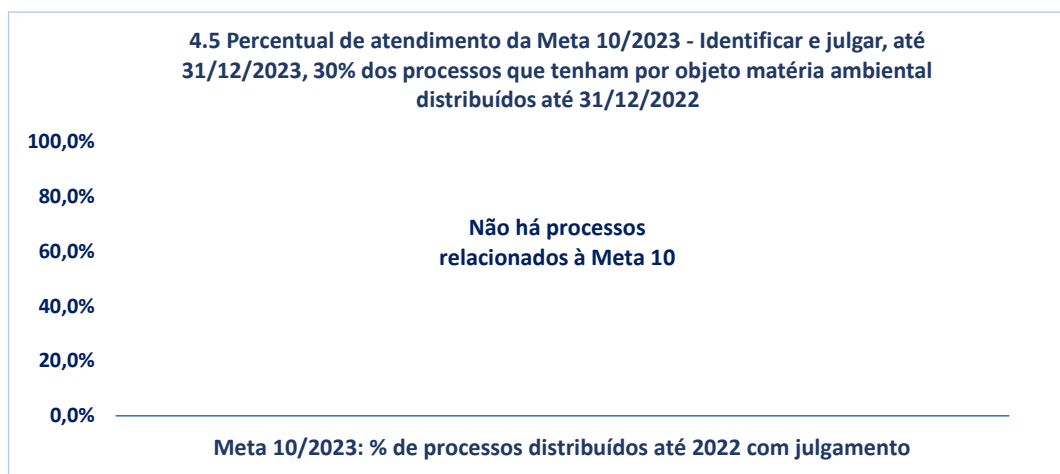 4.5 Percentual de atendimento da Meta 10/2023 - Identificar e julgar, até
31/12/2023, 30% dos processos que tenham por objeto matéria ambiental
distribuídos até 31/12/2022
100,0%
80,0%
60,0%
40,0%
20,0%
0,0%
Não há processos
relacionados à Meta 10
Meta 10/2023: % de processos distribuídos até 2022 com julgamento